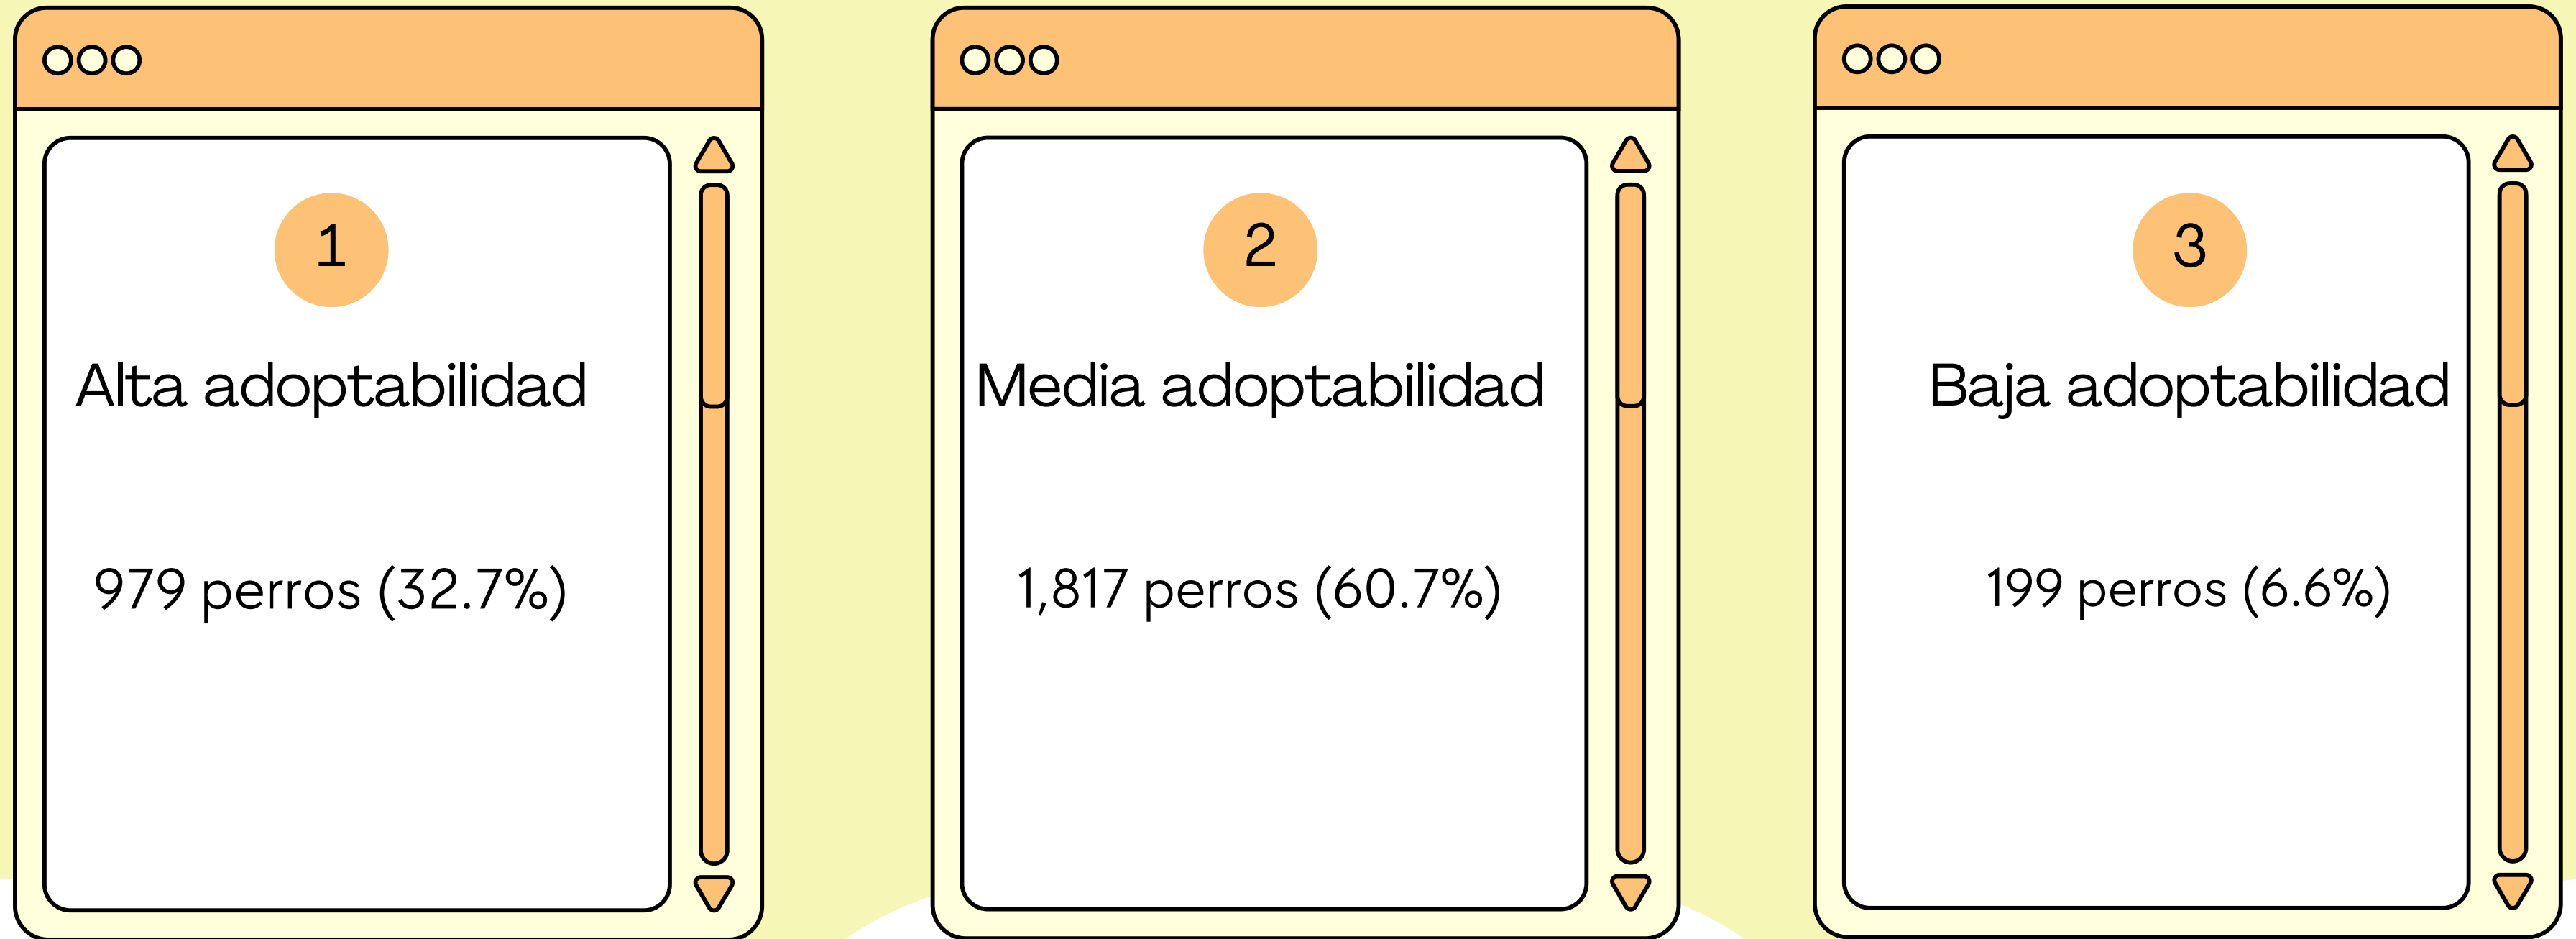 1
Alta adoptabilidad
979 perros (32.7%)
2
Media adoptabilidad
1,817 perros (60.7%)
3
Baja adoptabilidad
199 perros (6.6%)